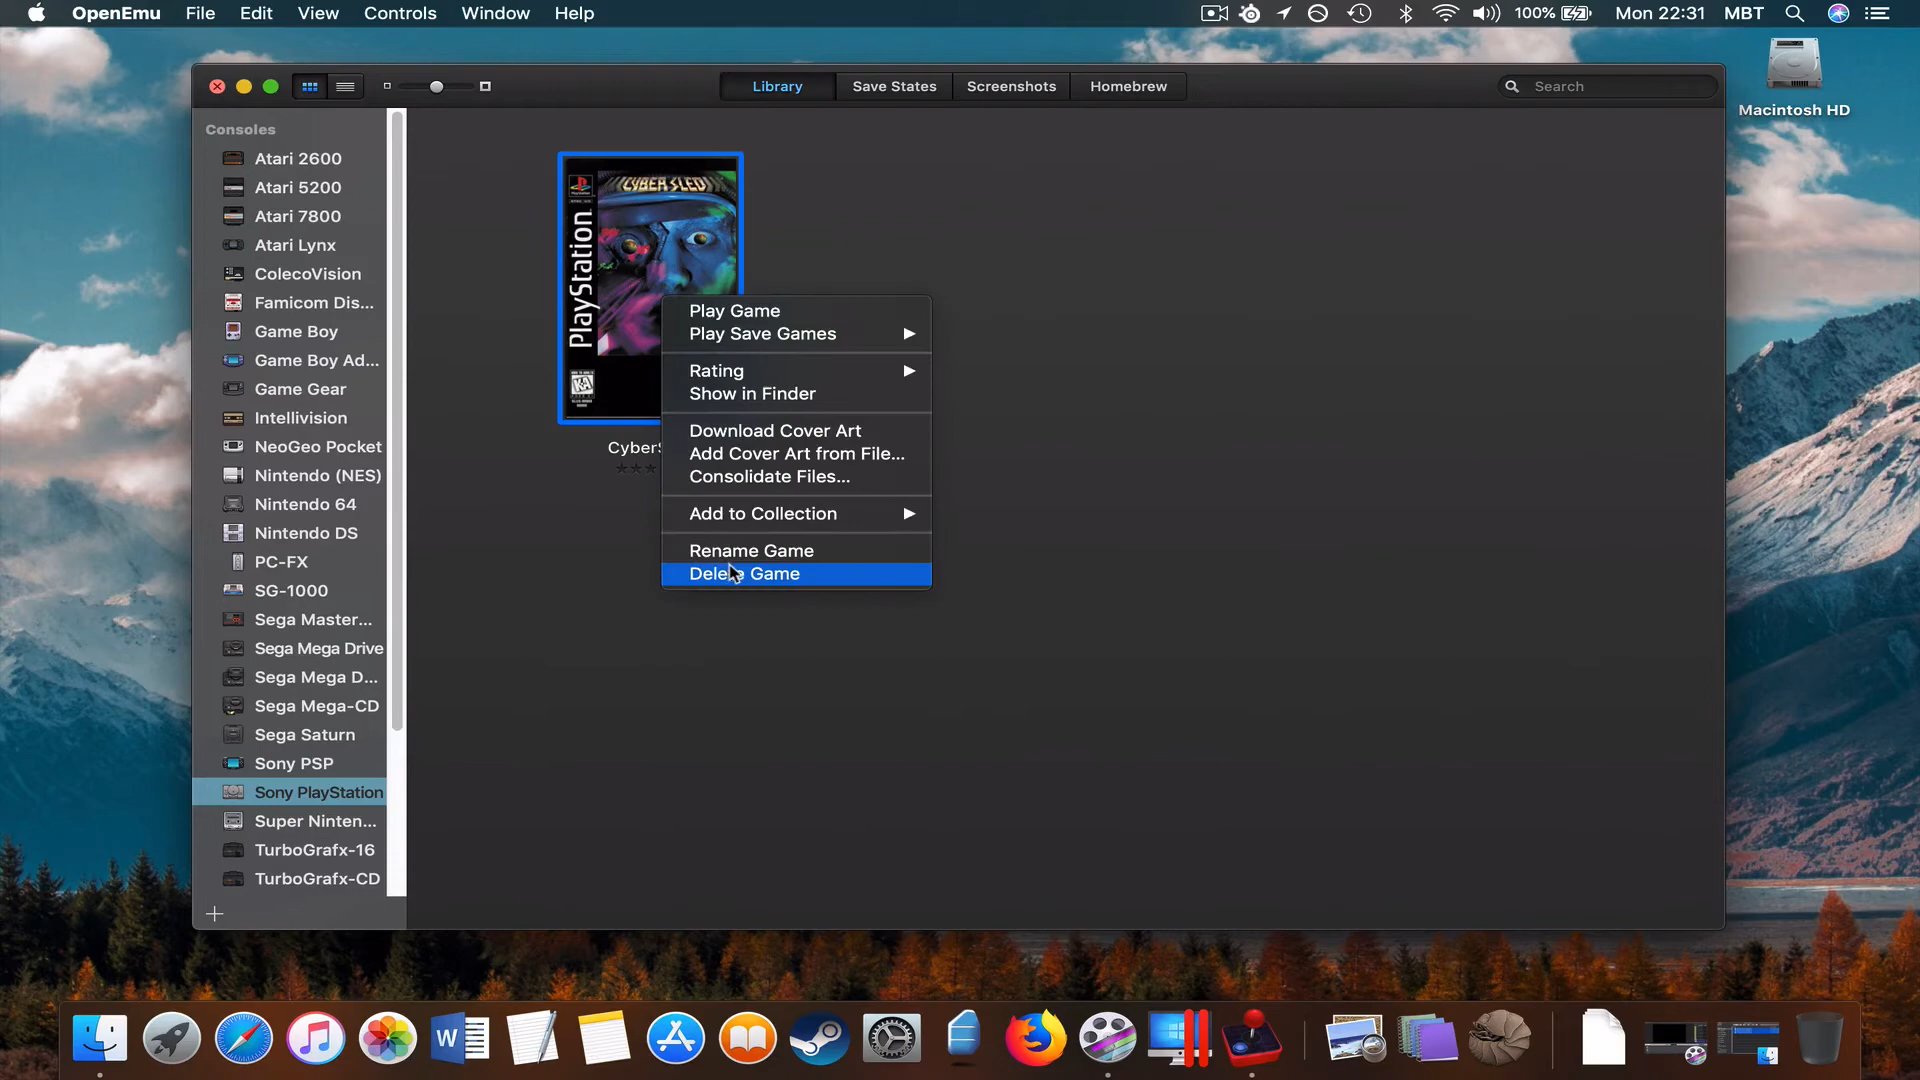 OpenEmu File Edit View Controls Window Help
100% Mon 22:31 MBT
Library Save States Screenshots Homebrew
Search
Macintosh HD
Consoles
Atari 2600
Atari 5200
Atari 7800
Atari Lynx
ColecoVision
Famicom Dis...
Game Boy
Game Boy Ad...
Game Gear
Intellivision
NeoGeo Pocket
Nintendo (NES)
Nintendo 64
Nintendo DS
PC-FX
SG-1000
Sega Master...
Sega Mega Drive
Sega Mega D...
Sega Mega-CD
Sega Saturn
Sony PSP
Sony PlayStation
Super Ninten...
TurboGrafx-16
TurboGrafx-CD
CYBER SLED
PlayStation
K-A
CyberS
Play Game
Play Save Games
Rating
Show in Finder
Download Cover Art
Add Cover Art from File...
Consolidate Files...
Add to Collection
Rename Game
Delete Game
W